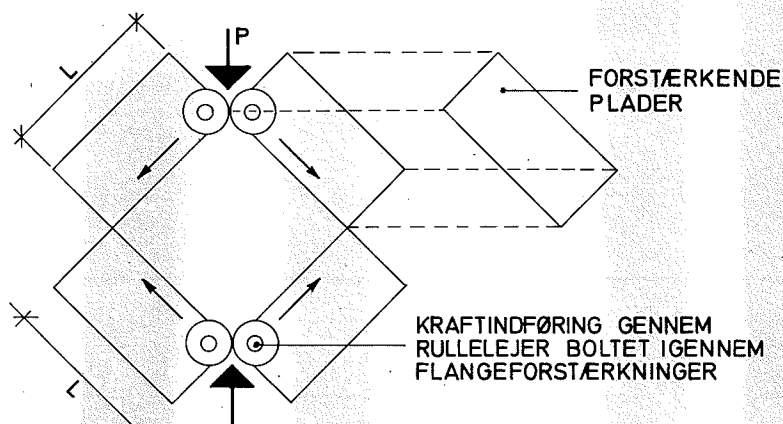 P
L
FORSTÆRKENDE
PLADER
KRAFTINDFØRING GENNEM
RULLELEJER BOLTET IGENNEM
FLANGEFORSTÆRKNINGER
L